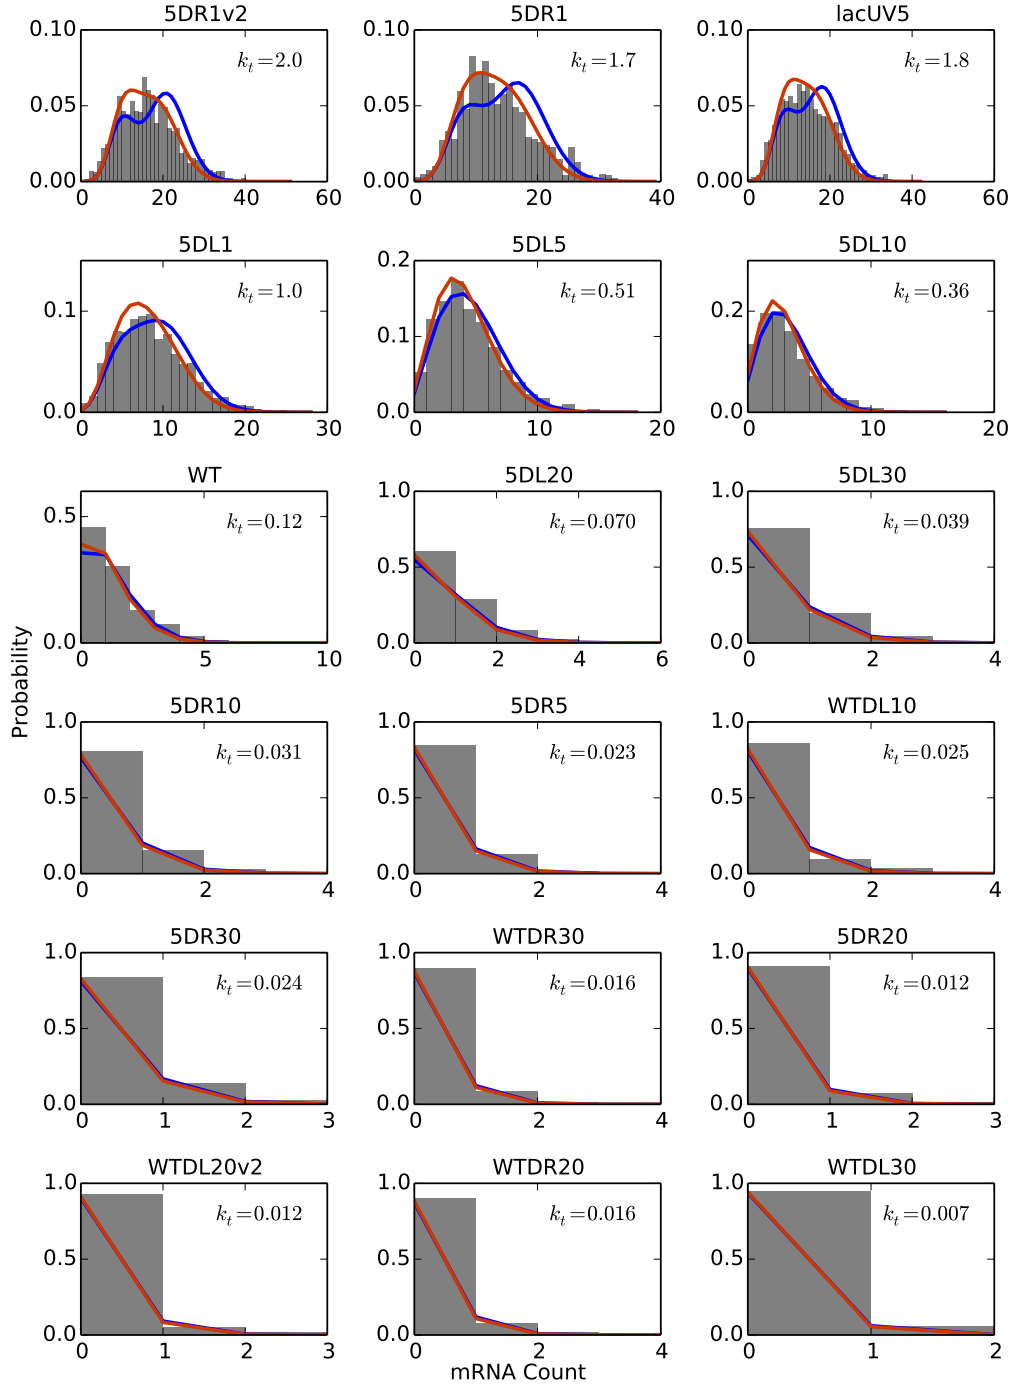 5DR1v2 5DR1 lacUV5
0.10 0.10 0.10
k_t=2.0 k_t=1.7 k_t=1.8
0.05 0.05 0.05
0.00 0.00 0.00
0 20 40 60 0 20 40 0 20 40 60
5DL1 5DL5 5DL10
0.2
k_t=1.0 k_t=0.51 k_t=0.36
0.1 0.1 0.2
0.0 0.0 0.0
0 10 20 30 0 10 20 0 10 20
WT 5DL20 5DL30
1.0 1.0
0.5 k_t=0.12 k_t=0.070 k_t=0.039
0.5 0.5
0.0 0.0 0.0
0 5 10 0 2 4 6 0 2 4
Probability
5DR10 5DR5 WTDL10
1.0 1.0 1.0
k_t=0.031 k_t=0.023 k_t=0.025
0.5 0.5 0.5
0.0 0.0 0.0
0 2 4 0 2 4 0 2 4
5DR30 WTDR30 5DR20
1.0 1.0 1.0
k_t=0.024 k_t=0.016 k_t=0.012
0.5 0.5 0.5
0.0 0.0 0.0
0 1 2 3 0 2 4 0 1 2 3
WTDL20v2 WTDR20 WTDL30
1.0 1.0 1.0
k_t=0.012 k_t=0.016 k_t=0.007
0.5 0.5 0.5
0.0 0.0 0.0
0 1 2 3 0 2 4 0 1 2
mRNA Count